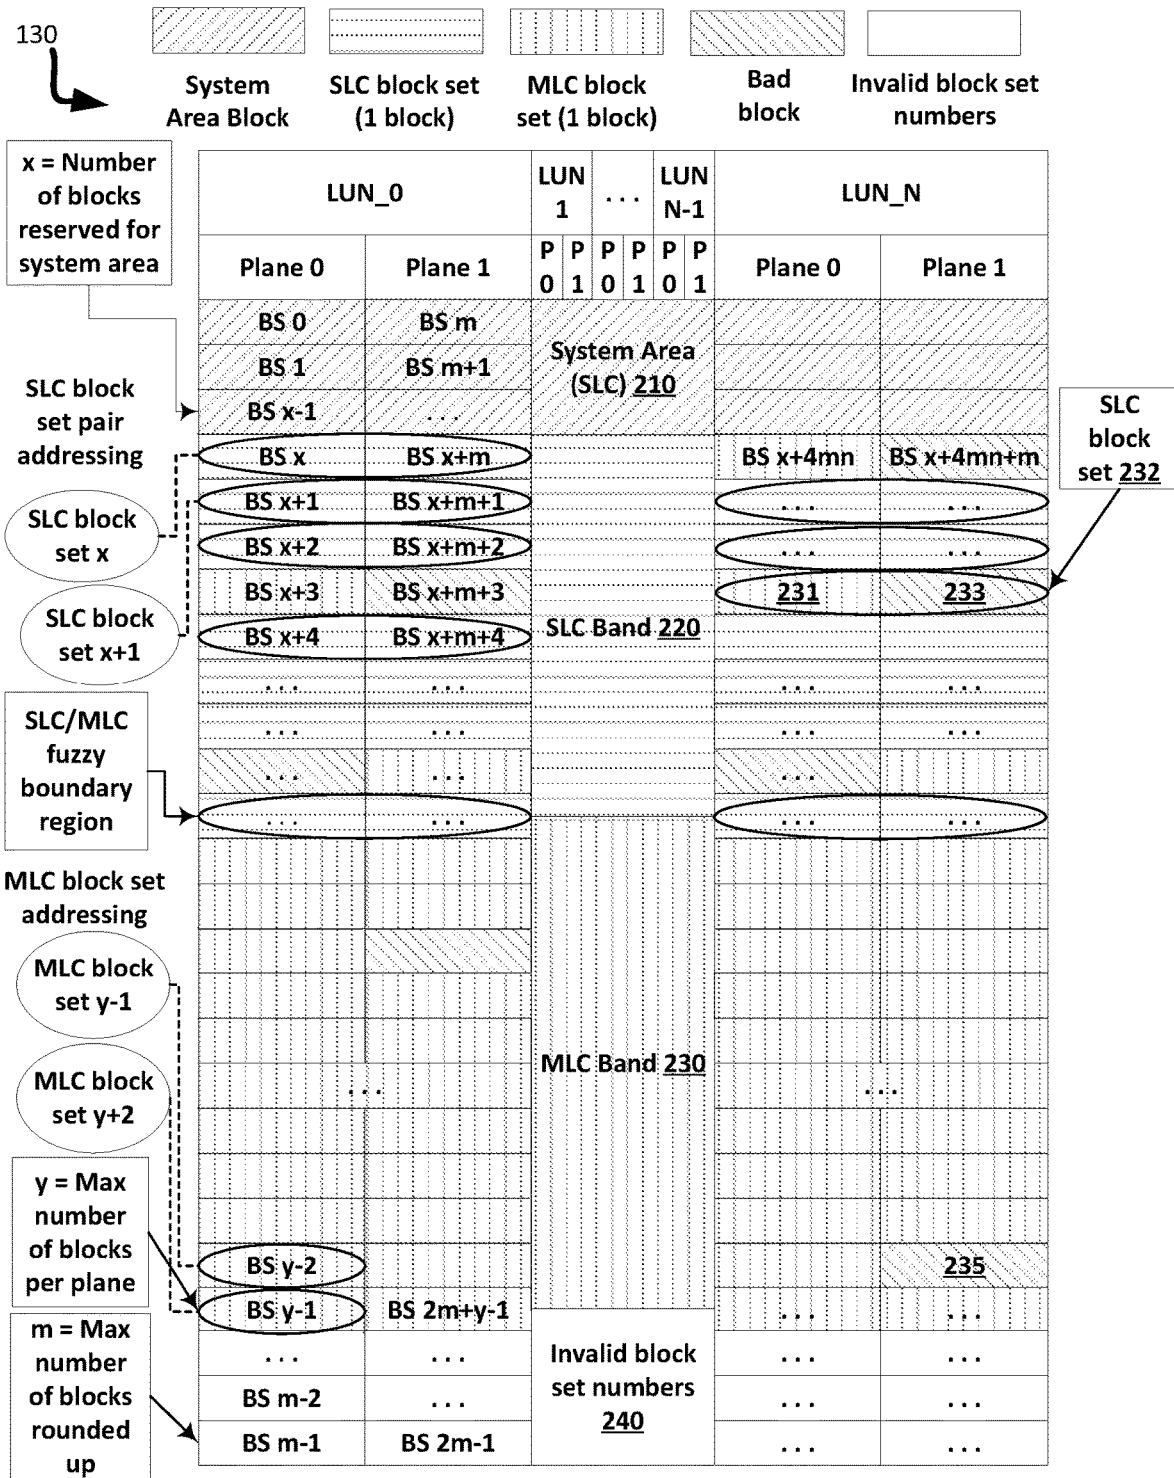 130
System
Area Block
SLC block set
(1 block)
MLC block
set (1 block)
Bad
block
Invalid block set
numbers
x = Number
of blocks
reserved for
system area
LUN_0
LUN
1
...
LUN
N-1
LUN_N
Plane 0
Plane 1
P
0
P
1
P
0
P
1
P
0
P
1
Plane 0
Plane 1
BS 0
BS m
BS 1
BS m+1
BS x-1
...
System Area
(SLC) 210
SLC block
set pair
addressing
SLC block
set x
SLC block
set x+1
BS x
BS x+m
BS x+4mn
BS x+4mn+m
BS x+1
BS x+m+1
...
...
BS x+2
BS x+m+2
...
...
BS x+3
BS x+m+3
231
233
SLC
block
set 232
BS x+4
BS x+m+4
SLC Band 220
...
...
...
...
...
...
...
...
...
...
...
...
SLC/MLC
fuzzy
boundary
region
...
...
...
...
MLC block set
addressing
MLC block
set y-1
MLC block
set y+2
MLC Band 230
...
...
y = Max
number
of blocks
per plane
BS y-2
235
BS y-1
BS 2m+y-1
...
...
m = Max
number
of blocks
rounded
up
...
...
...
...
BS m-2
...
...
...
BS m-1
BS 2m-1
...
...
Invalid block
set numbers
240